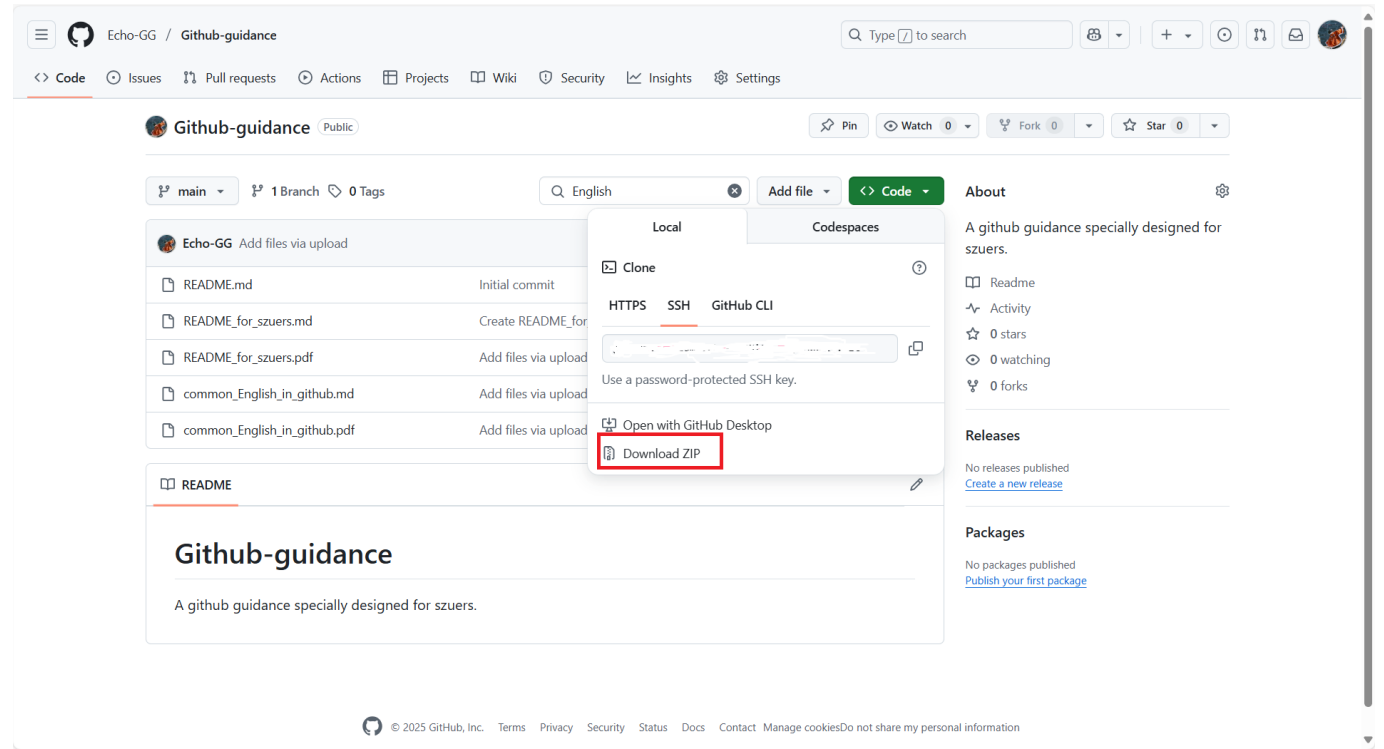 Echo-GG / Github-guidance
Type / to search
Code Issues Pull requests Actions Projects Wiki Security Insights Settings
Github-guidance Public
Pin Watch 0 Fork 0 Star 0
main 1 Branch 0 Tags
English
Add file Code
Echo-GG Add files via upload
README.md Initial commit
README_for_szuers.md Create README_for
README_for_szuers.pdf Add files via upload
common_English_in_github.md Add files via upload
common_English_in_github.pdf Add files via upload
Local Codespaces
Clone
HTTPS SSH GitHub CLI
Use a password-protected SSH key.
Open with GitHub Desktop
Download ZIP
README
Github-guidance
A github guidance specially designed for szuers.
About
A github guidance specially designed for
szuers.
Readme
Activity
0 stars
0 watching
0 forks
Releases
No releases published
Create a new release
Packages
No packages published
Publish your first package
© 2025 GitHub, Inc. Terms Privacy Security Status Docs Contact Manage cookies Do not share my personal information